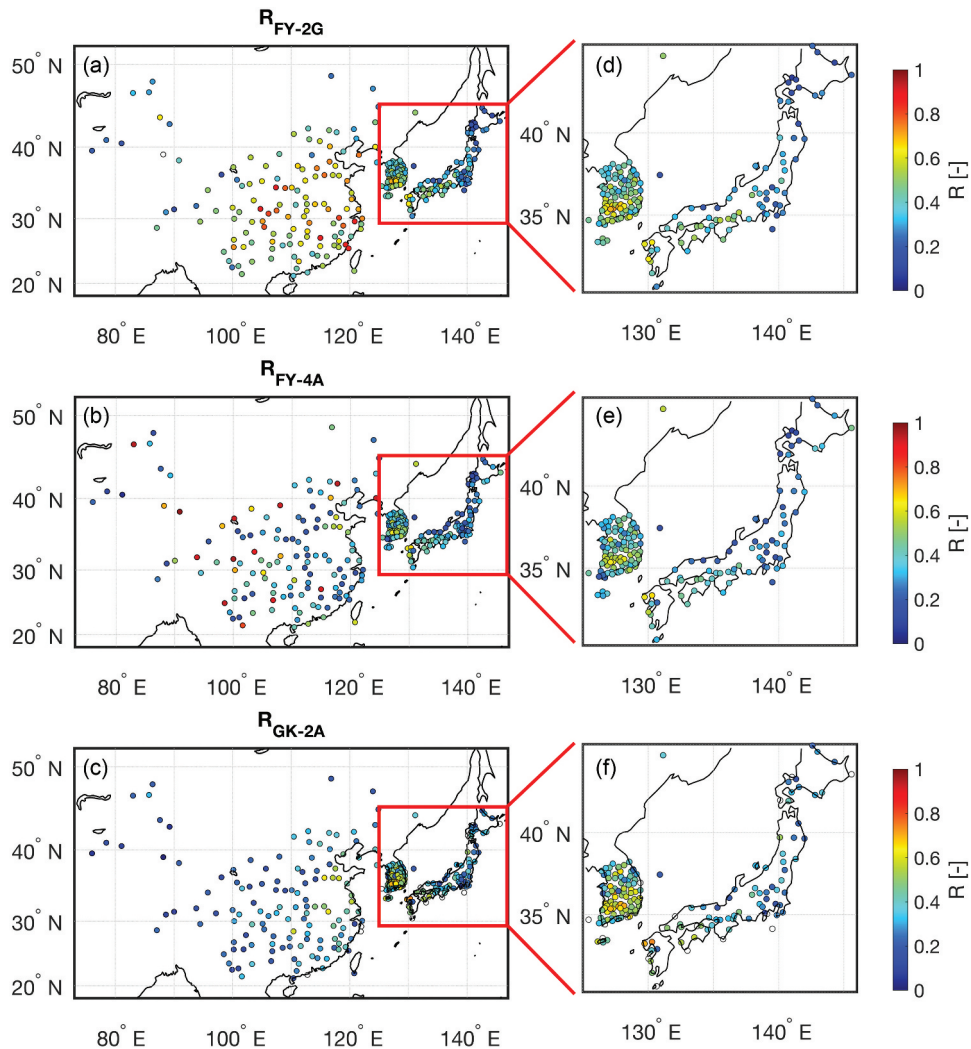 R_FY-2G
(a)
50° N
40° N
30° N
20° N
80° E
100° E
120° E
140° E
(d)
40° N
35° N
130° E
140° E
1
0.8
0.6
0.4
0.2
0
R [-]
R_FY-4A
(b)
50° N
40° N
30° N
20° N
80° E
100° E
120° E
140° E
(e)
40° N
35° N
130° E
140° E
1
0.8
0.6
0.4
0.2
0
R [-]
R_GK-2A
(c)
50° N
40° N
30° N
20° N
80° E
100° E
120° E
140° E
(f)
40° N
35° N
130° E
140° E
1
0.8
0.6
0.4
0.2
0
R [-]